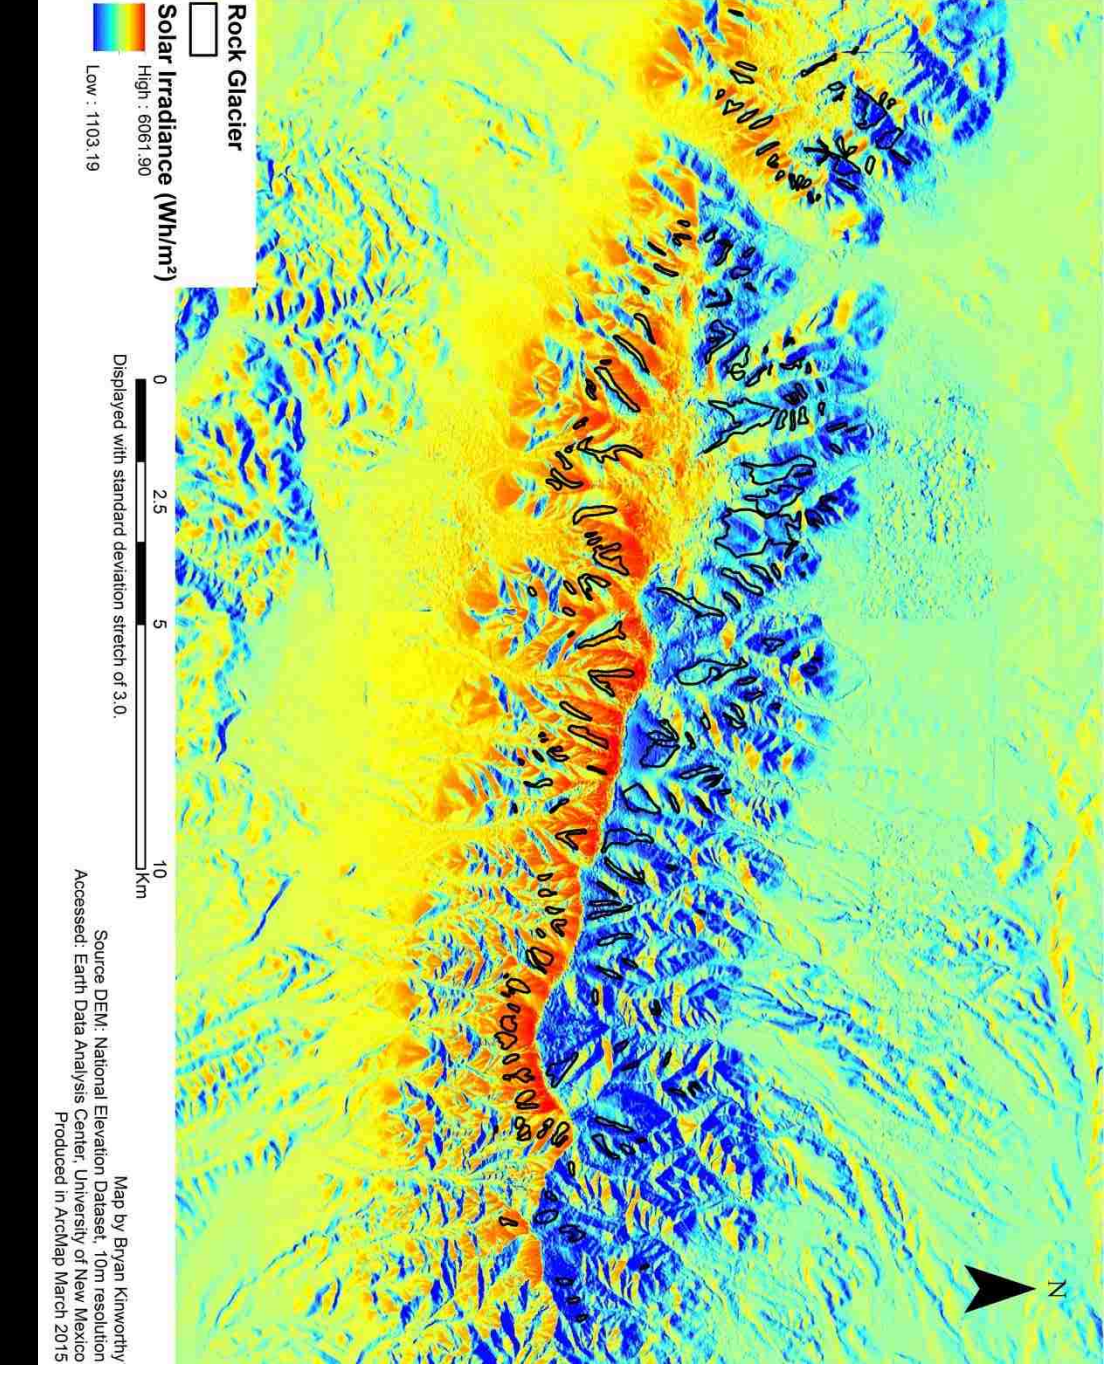 N
Rock Glacier
Solar Irradiance (Wh/m²)
High : 6061.90
Low : 1103.19
0 2.5 5 10
Km
Displayed with standard deviation stretch of 3.0.
Map by Bryan Kinworthy
Source DEM: National Elevation Dataset, 10m resolution
Accessed: Earth Data Analysis Center, University of New Mexico
Produced in ArcMap March 2015